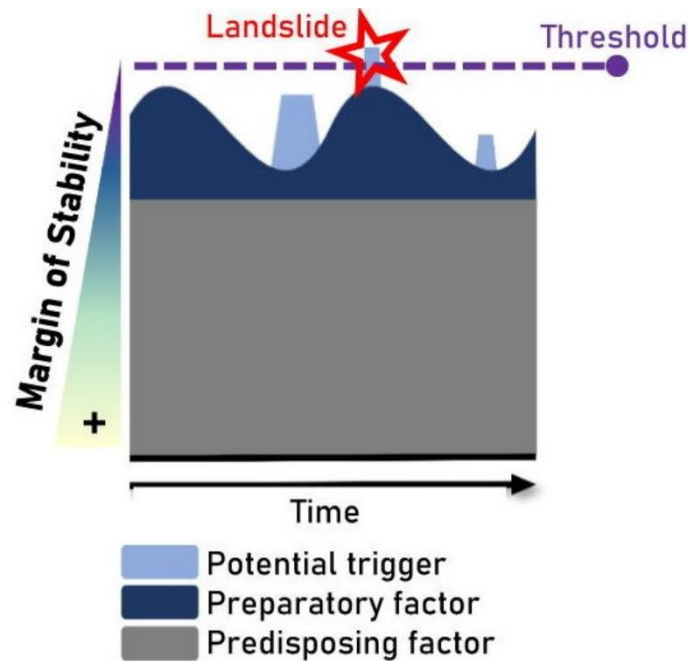 Landslide
Threshold
Margin of Stability
+
Time
Potential trigger
Preparatory factor
Predisposing factor